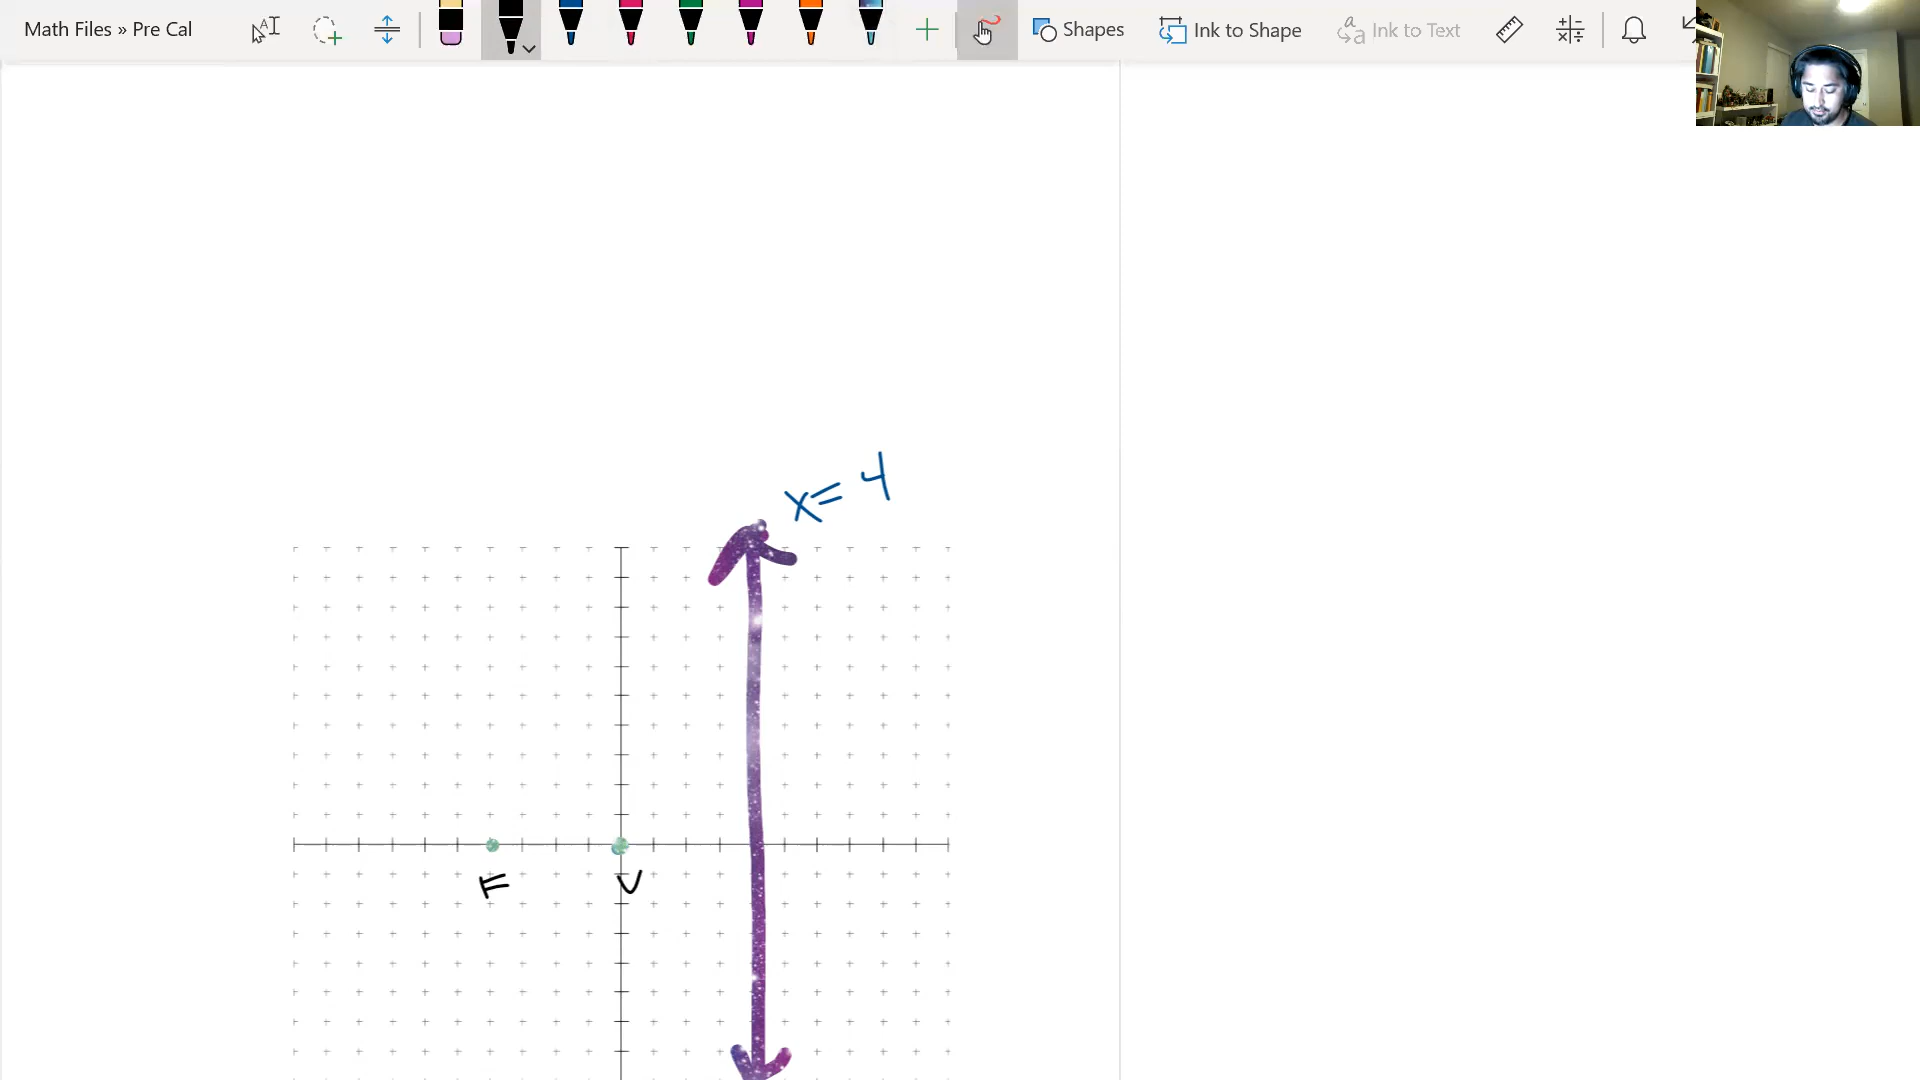 Math Files » Pre Cal Shapes Ink to Shape Ink to Text
x= 4
F V